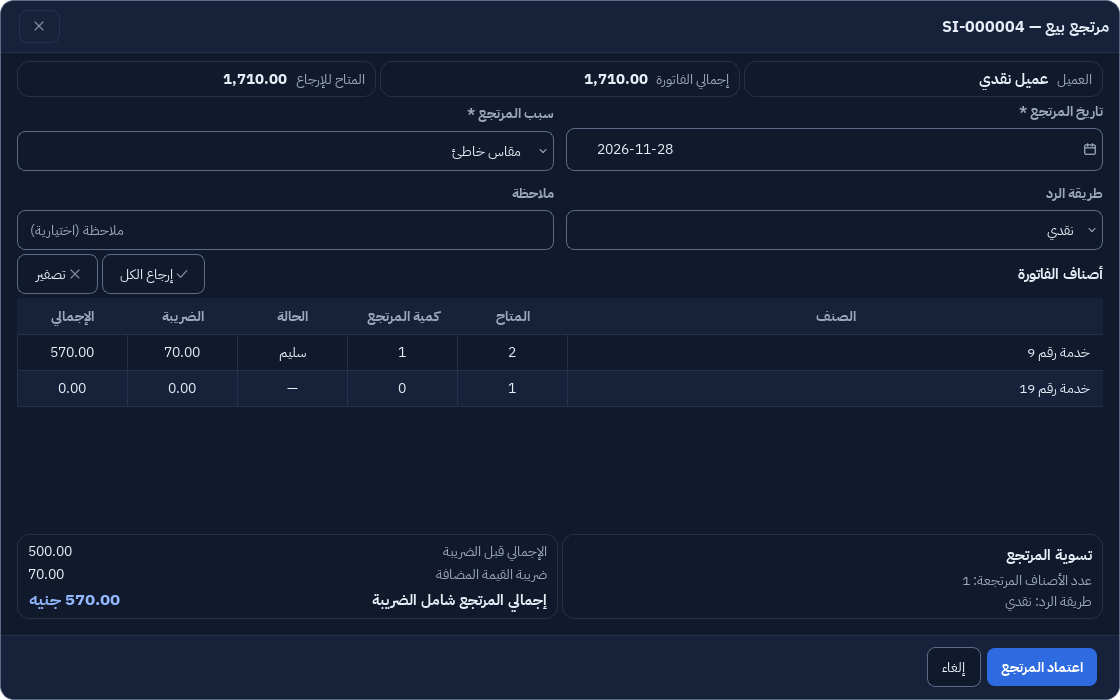 مرتجع بيع — SI-000004
العميل عميل نقدي
إجمالي الفاتورة 1,710.00
المتاح للإرجاع 1,710.00
تاريخ المرتجع *
2026-11-28
سبب المرتجع *
مقاس خاطئ
طريقة الرد
نقدي
ملاحظة
ملاحظة (اختيارية)
أصناف الفاتورة
إرجاع الكل
تصفير
الصنف المتاح كمية المرتجع الحالة الضريبة الإجمالي
خدمة رقم 9 2 1 سليم 70.00 570.00
خدمة رقم 19 1 0 — 0.00 0.00
تسوية المرتجع
عدد الأصناف المرتجعة: 1
طريقة الرد: نقدي
الإجمالي قبل الضريبة 500.00
ضريبة القيمة المضافة 70.00
إجمالي المرتجع شامل الضريبة 570.00 جنيه
اعتماد المرتجع
إلغاء